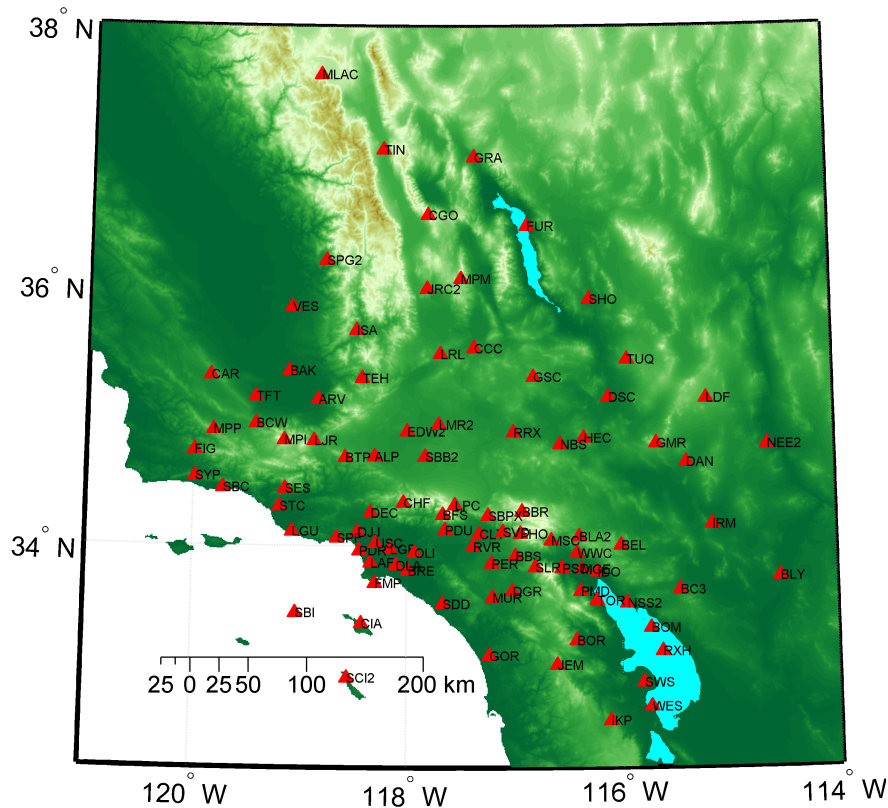 38° N
MLAC
TIN
GRA
CGO
FUR
SPG2
MPM
JRC2
36° N
SHO
VES
ISA
CCC
LRL
TUQ
BAK
CAR
TEH
GSC
TFT
ARV
DSC
LDF
BCW
LMR2
MPP
EDW2
RRX
MPI
LJR
HEC
NBS
GMR
NEE2
FIG
BTP
ALP
SBB2
DAN
SYP
SBC
SES
STC
CHF
LPC
DEC
BFS
SBPX
BBR
IRM
LGU
DJJ
PDU
CLT
SVD
BLA2
SPF
USC
MSC
BEL
34° N
PDR
OLI
RVR
BBS
WWC
LAF
DLA
BRE
PER
SLR
BLY
FMP
DGR
PMD
BC3
MUR
TOR
NSS2
SDD
SBI
CIA
BOM
BOR
RXH
GOR
JEM
SCI2
SWS
WES
IKP
25 0 25 50 100 200 km
120° W
118° W
116° W
114° W